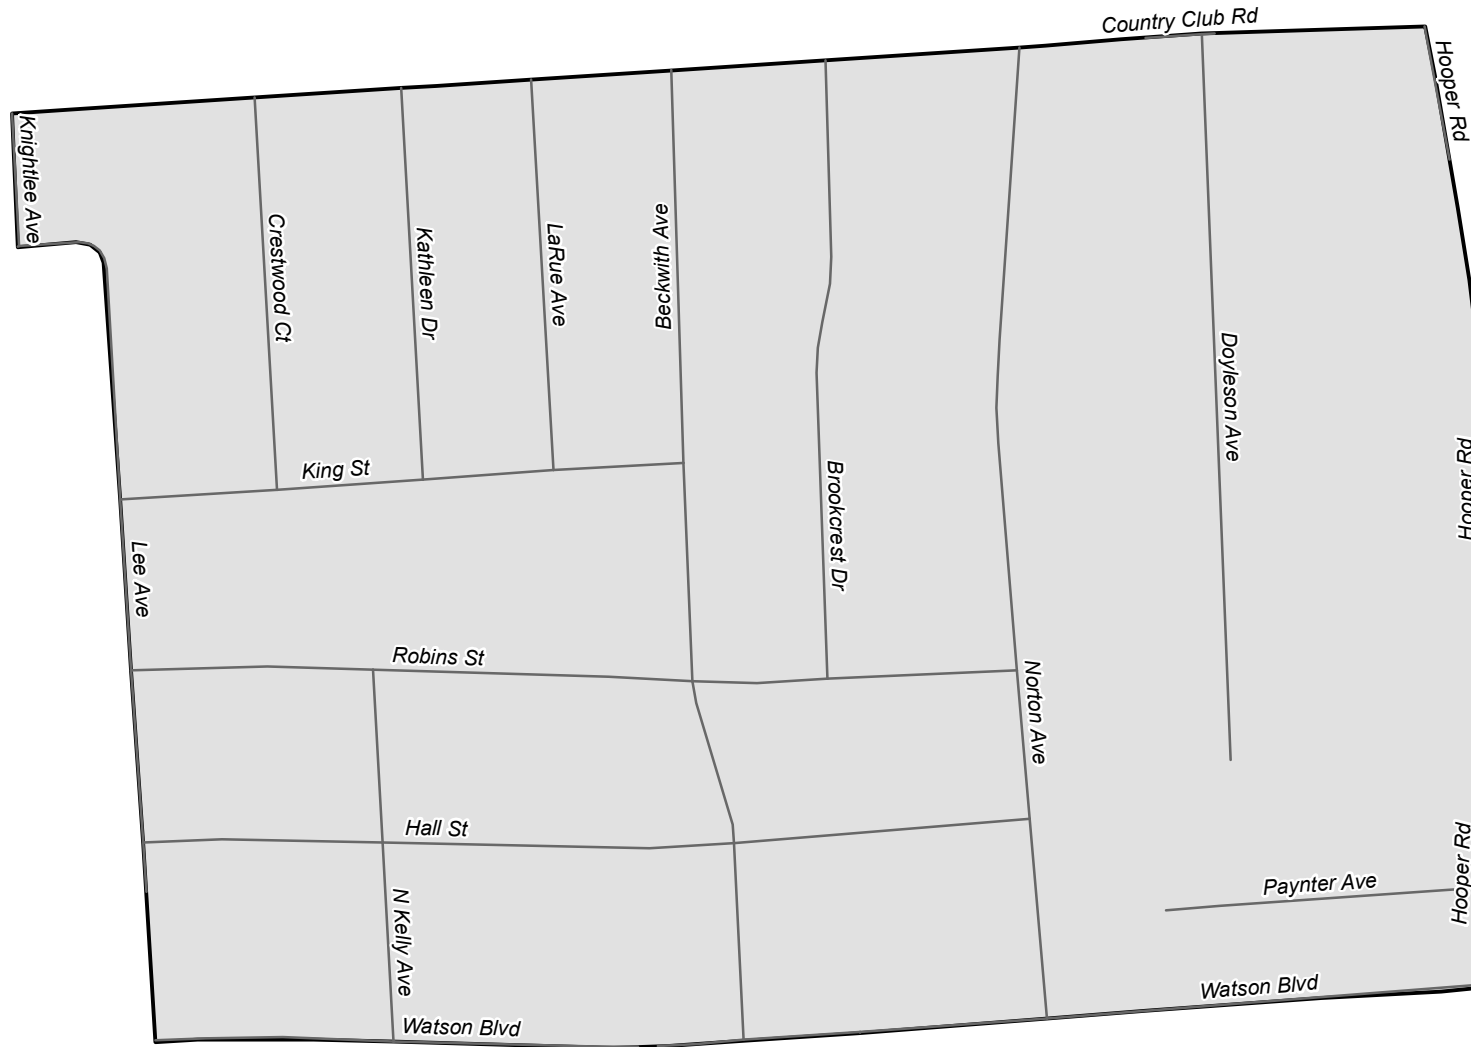 Country Club Rd
Hooper Rd
Knightlee Ave
Crestwood Ct
Kathleen Dr
LaRue Ave
Beckwith Ave
Doyleson Ave
Hooper Rd
King St
Brookcrest Dr
Lee Ave
Robins St
Norton Ave
Hall St
Hooper Rd
Paynter Ave
N Kelly Ave
Watson Blvd
Watson Blvd